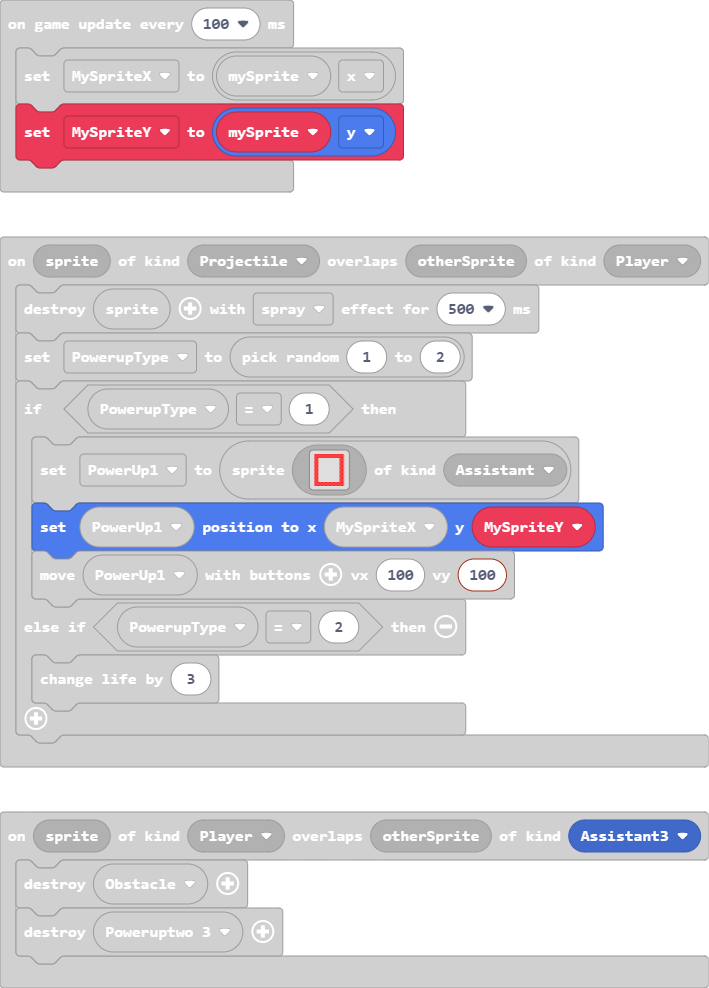 on game update every 100 ms
set MySpriteX to mySprite x
set MySpriteY to mySprite y
on sprite of kind Projectile overlaps otherSprite of kind Player
destroy sprite with spray effect for 500 ms
set PowerupType to pick random 1 to 2
if PowerupType = 1 then
set PowerUp1 to sprite of kind Assistant
set PowerUp1 position to x MySpriteX y MySpriteY
move PowerUp1 with buttons vx 100 vy 100
else if PowerupType = 2 then
change life by 3
on sprite of kind Player overlaps otherSprite of kind Assistant3
destroy Obstacle
destroy Poweruptwo 3